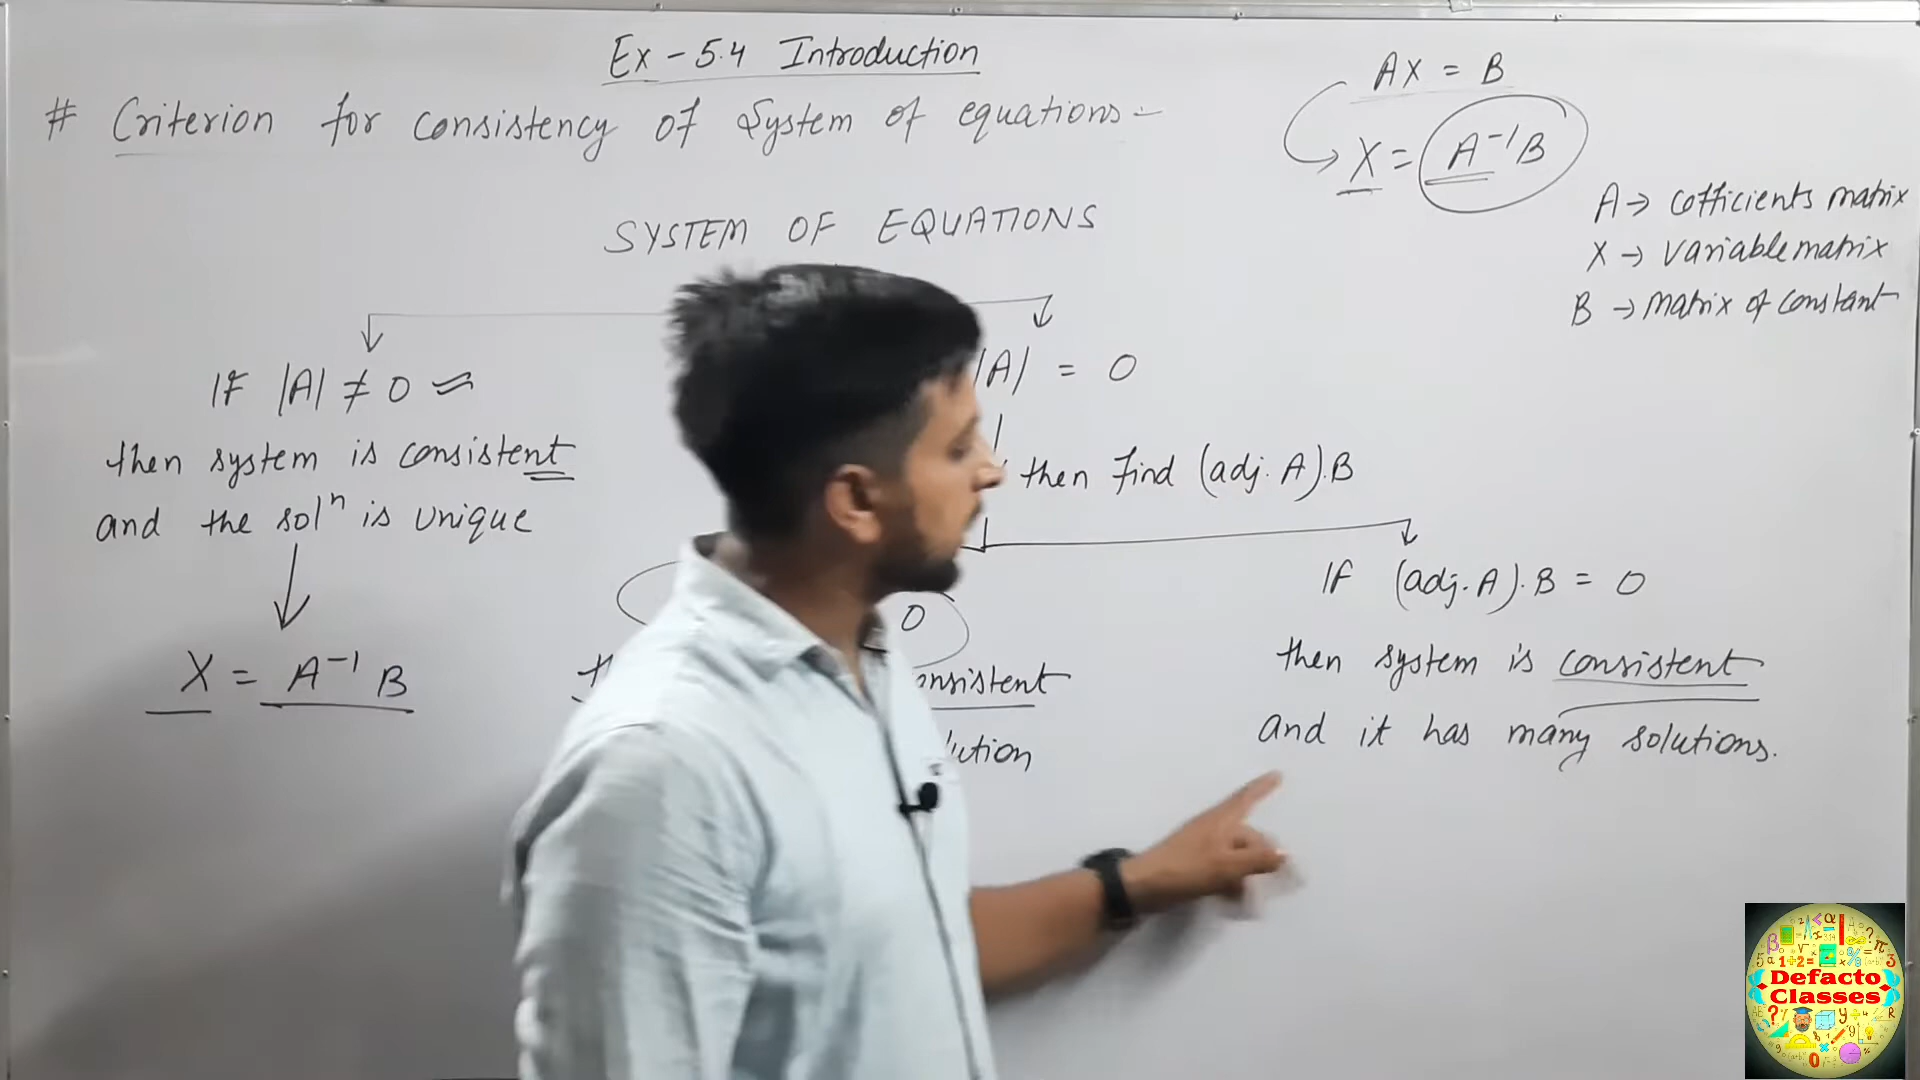 Ex - 5.4 Introduction
# Criterion for consistency of System of equations:-
AX = B
X = A⁻¹B
A → cofficients matrix
X → variable matrix
B → matrix of constant
SYSTEM OF EQUATIONS
IF |A| ≠ 0
then system is consistent
and the solⁿ is unique
X = A⁻¹ B
|A| = 0
then find (adj. A).B
0
onsistent
lution
IF (adj. A). B = 0
then system is consistent
and it has many solutions.
Defacto
Classes